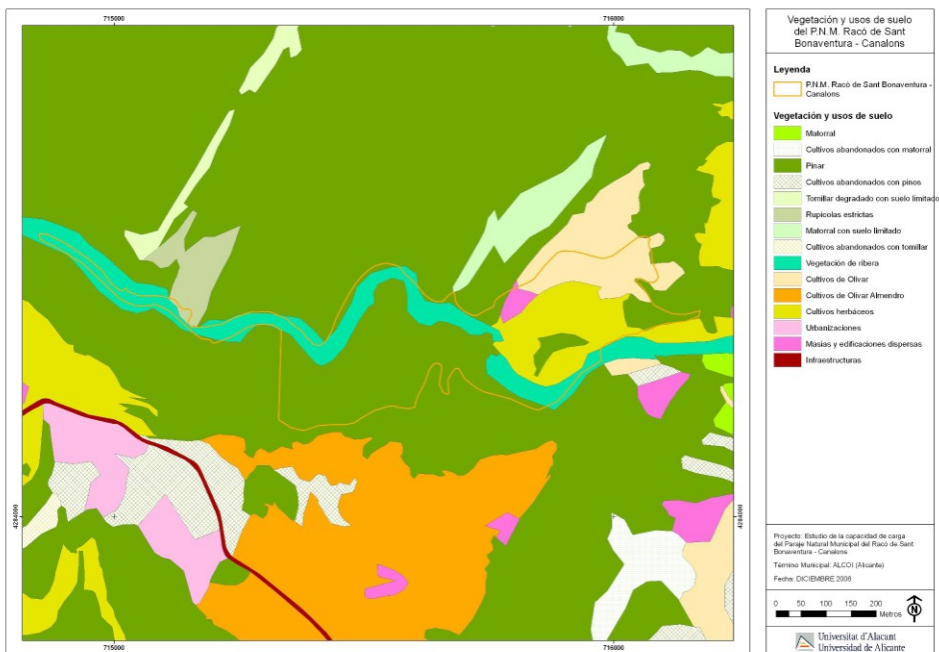 715000
716000
4284000
4284000
715000
716000
Vegetación y usos de suelo
del P.N.M. Racó de Sant
Bonaventura - Canalons
Leyenda
P.N.M. Racó de Sant Bonaventura -
Canalons
Vegetación y usos de suelo
Matorral
Cultivos abandonados con matorral
Pinar
Cultivos abandonados con pinos
Tomillar degradado con suelo limitado
Rupícolas estrictas
Matorral con suelo limitado
Cultivos abandonados con tomillar
Vegetación de ribera
Cultivos de Olivar
Cultivos de Olivar Almendro
Cultivos herbáceos
Urbanizaciones
Masias y edificaciones dispersas
Infraestructuras
Proyecto: Estudio de la capacidad de carga
del Paraje Natural Municipal del Racó de Sant
Bonaventura - Canalons
Término Municipal: ALCOI (Alicante)
Fecha: DICIEMBRE 2008
0 50 100 150 200
Metros
N
Universitat d'Alacant
Universidad de Alicante